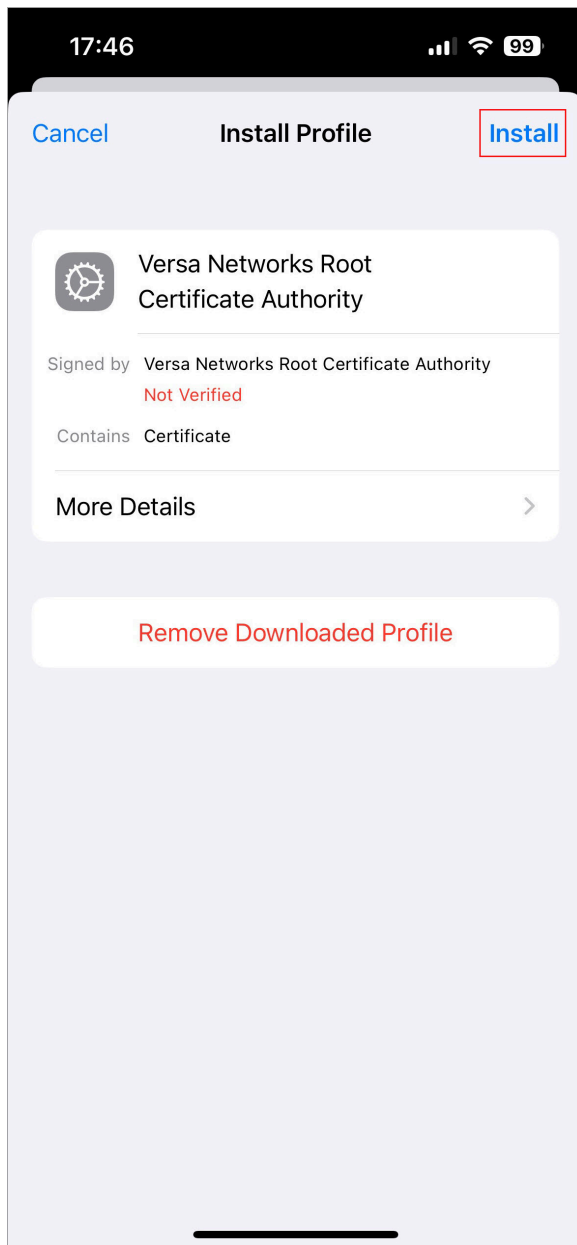 17:46
99
Cancel
Install Profile
Install
Versa Networks Root
Certificate Authority
Signed by Versa Networks Root Certificate Authority
Not Verified
Contains Certificate
More Details
Remove Downloaded Profile